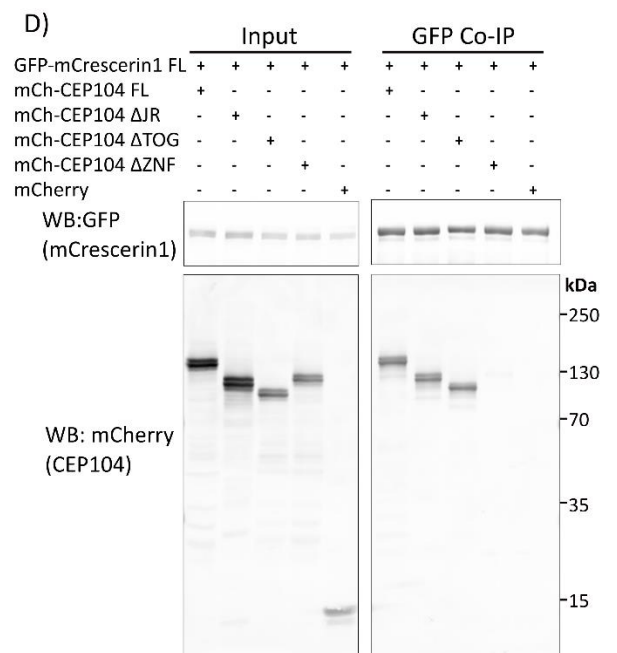 D)
Input GFP Co-IP
GFP-mCrescerin1 FL + + + + + + + + + +
mCh-CEP104 FL + - - - - + - - - -
mCh-CEP104 ΔJR - + - - - - + - - -
mCh-CEP104 ΔTOG - - + - - - - + - -
mCh-CEP104 ΔZNF - - - + - - - - + -
mCherry - - - - + - - - - +
WB:GFP
(mCrescerin1)
kDa
250
130
70
WB: mCherry
(CEP104)
35
15